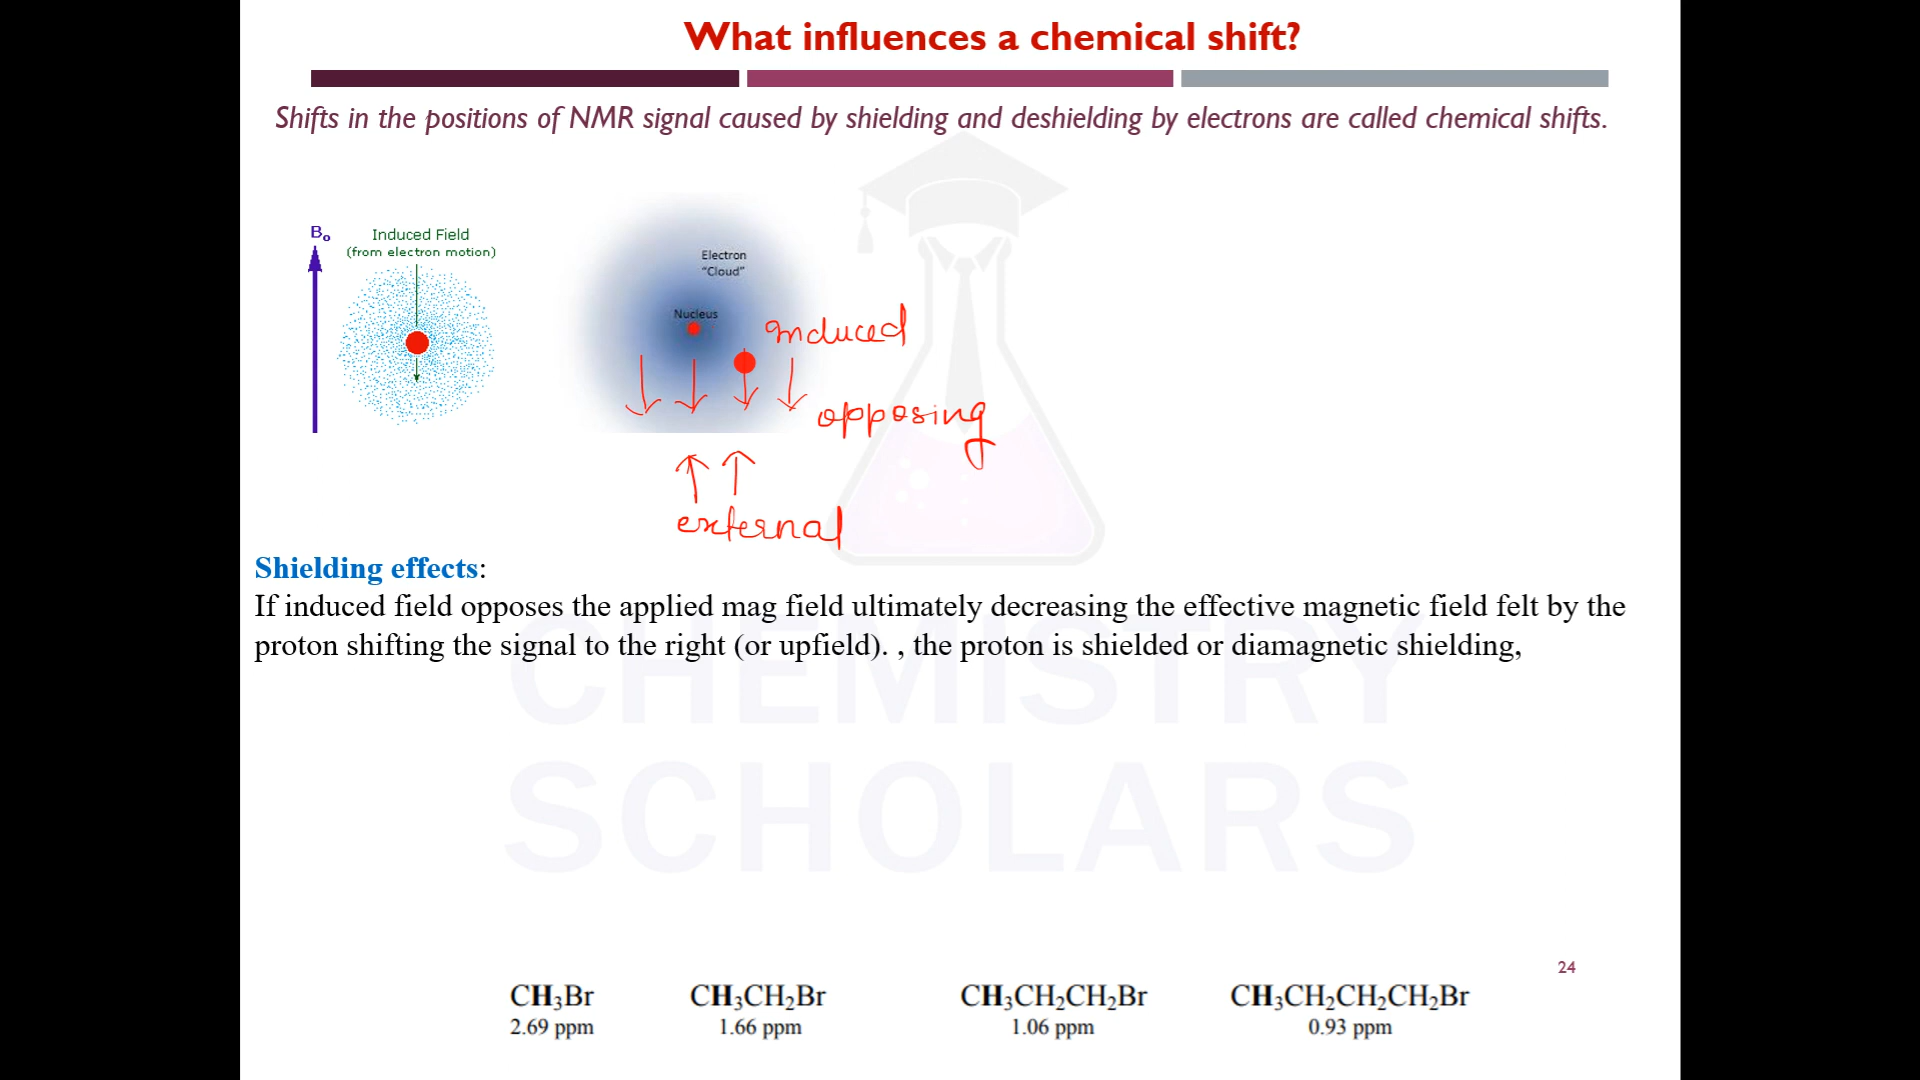 What influences a chemical shift?
Shifts in the positions of NMR signal caused by shielding and deshielding by electrons are called chemical shifts.
B₀
Induced Field
(from electron motion)
Electron
"Cloud"
Nucleus
induced
opposing
external
Shielding effects:
If induced field opposes the applied mag field ultimately decreasing the effective magnetic field felt by the
proton shifting the signal to the right (or upfield). , the proton is shielded or diamagnetic shielding,
CHEMISTRY
SCHOLARS
24
CH₃Br CH₃CH₂Br CH₃CH₂CH₂Br CH₃CH₂CH₂CH₂Br
2.69 ppm 1.66 ppm 1.06 ppm 0.93 ppm